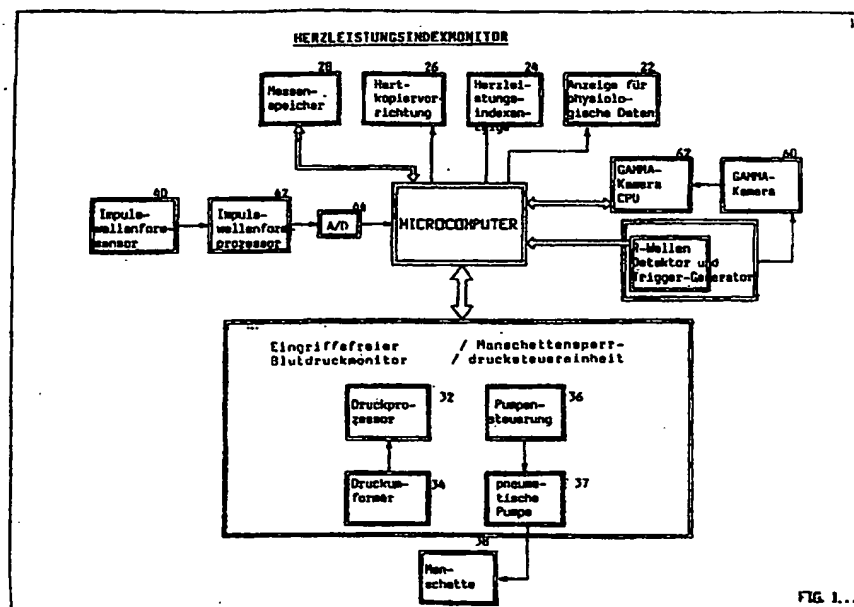 HERZLEISTUNGSINDEXMONITOR
28
Massen-
speicher
26
Hart-
kopiervor-
richtung
24
Herzlei-
stungs-
indexan-
zeige
22
Anzeige für
physiolo-
gische Daten
40
Impuls-
wellenform-
sensor
42
Impuls-
wellenform-
prozessor
44
A/D
MICROCOMPUTER
62
GAMMA-
Kamera
CPU
60
GAMMA-
Kamera
R-Wellen
Detektor und
Trigger-Generator
Eingriffsfreier / Manschettensperr-
Blutdruckmonitor / drucksteuereinheit
32
Druckpro-
zessor
36
Pumpen-
steuerung
34
Druckum-
former
37
pneuma-
tische
Pumpe
38
Man-
schette
FIG. 1...